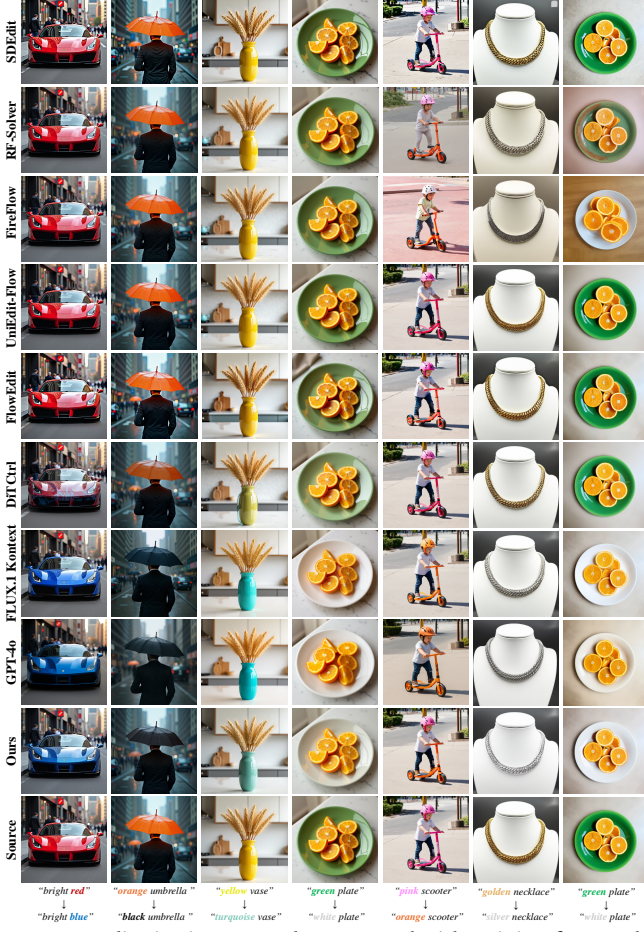 SDEdit
RF-Solver
FireFlow
UniEdit-Flow
FlowEdit
DiTCtrl
FLUX.1 Kontext
GPT-4o
Ours
Source
“bright red” “orange umbrella ” “yellow vase” “green plate” “pink scooter” “golden necklace” “green plate”
↓ ↓ ↓ ↓ ↓ ↓ ↓
“bright blue” “black umbrella ” “turquoise vase” “white plate” “orange scooter” “silver necklace” “white plate”